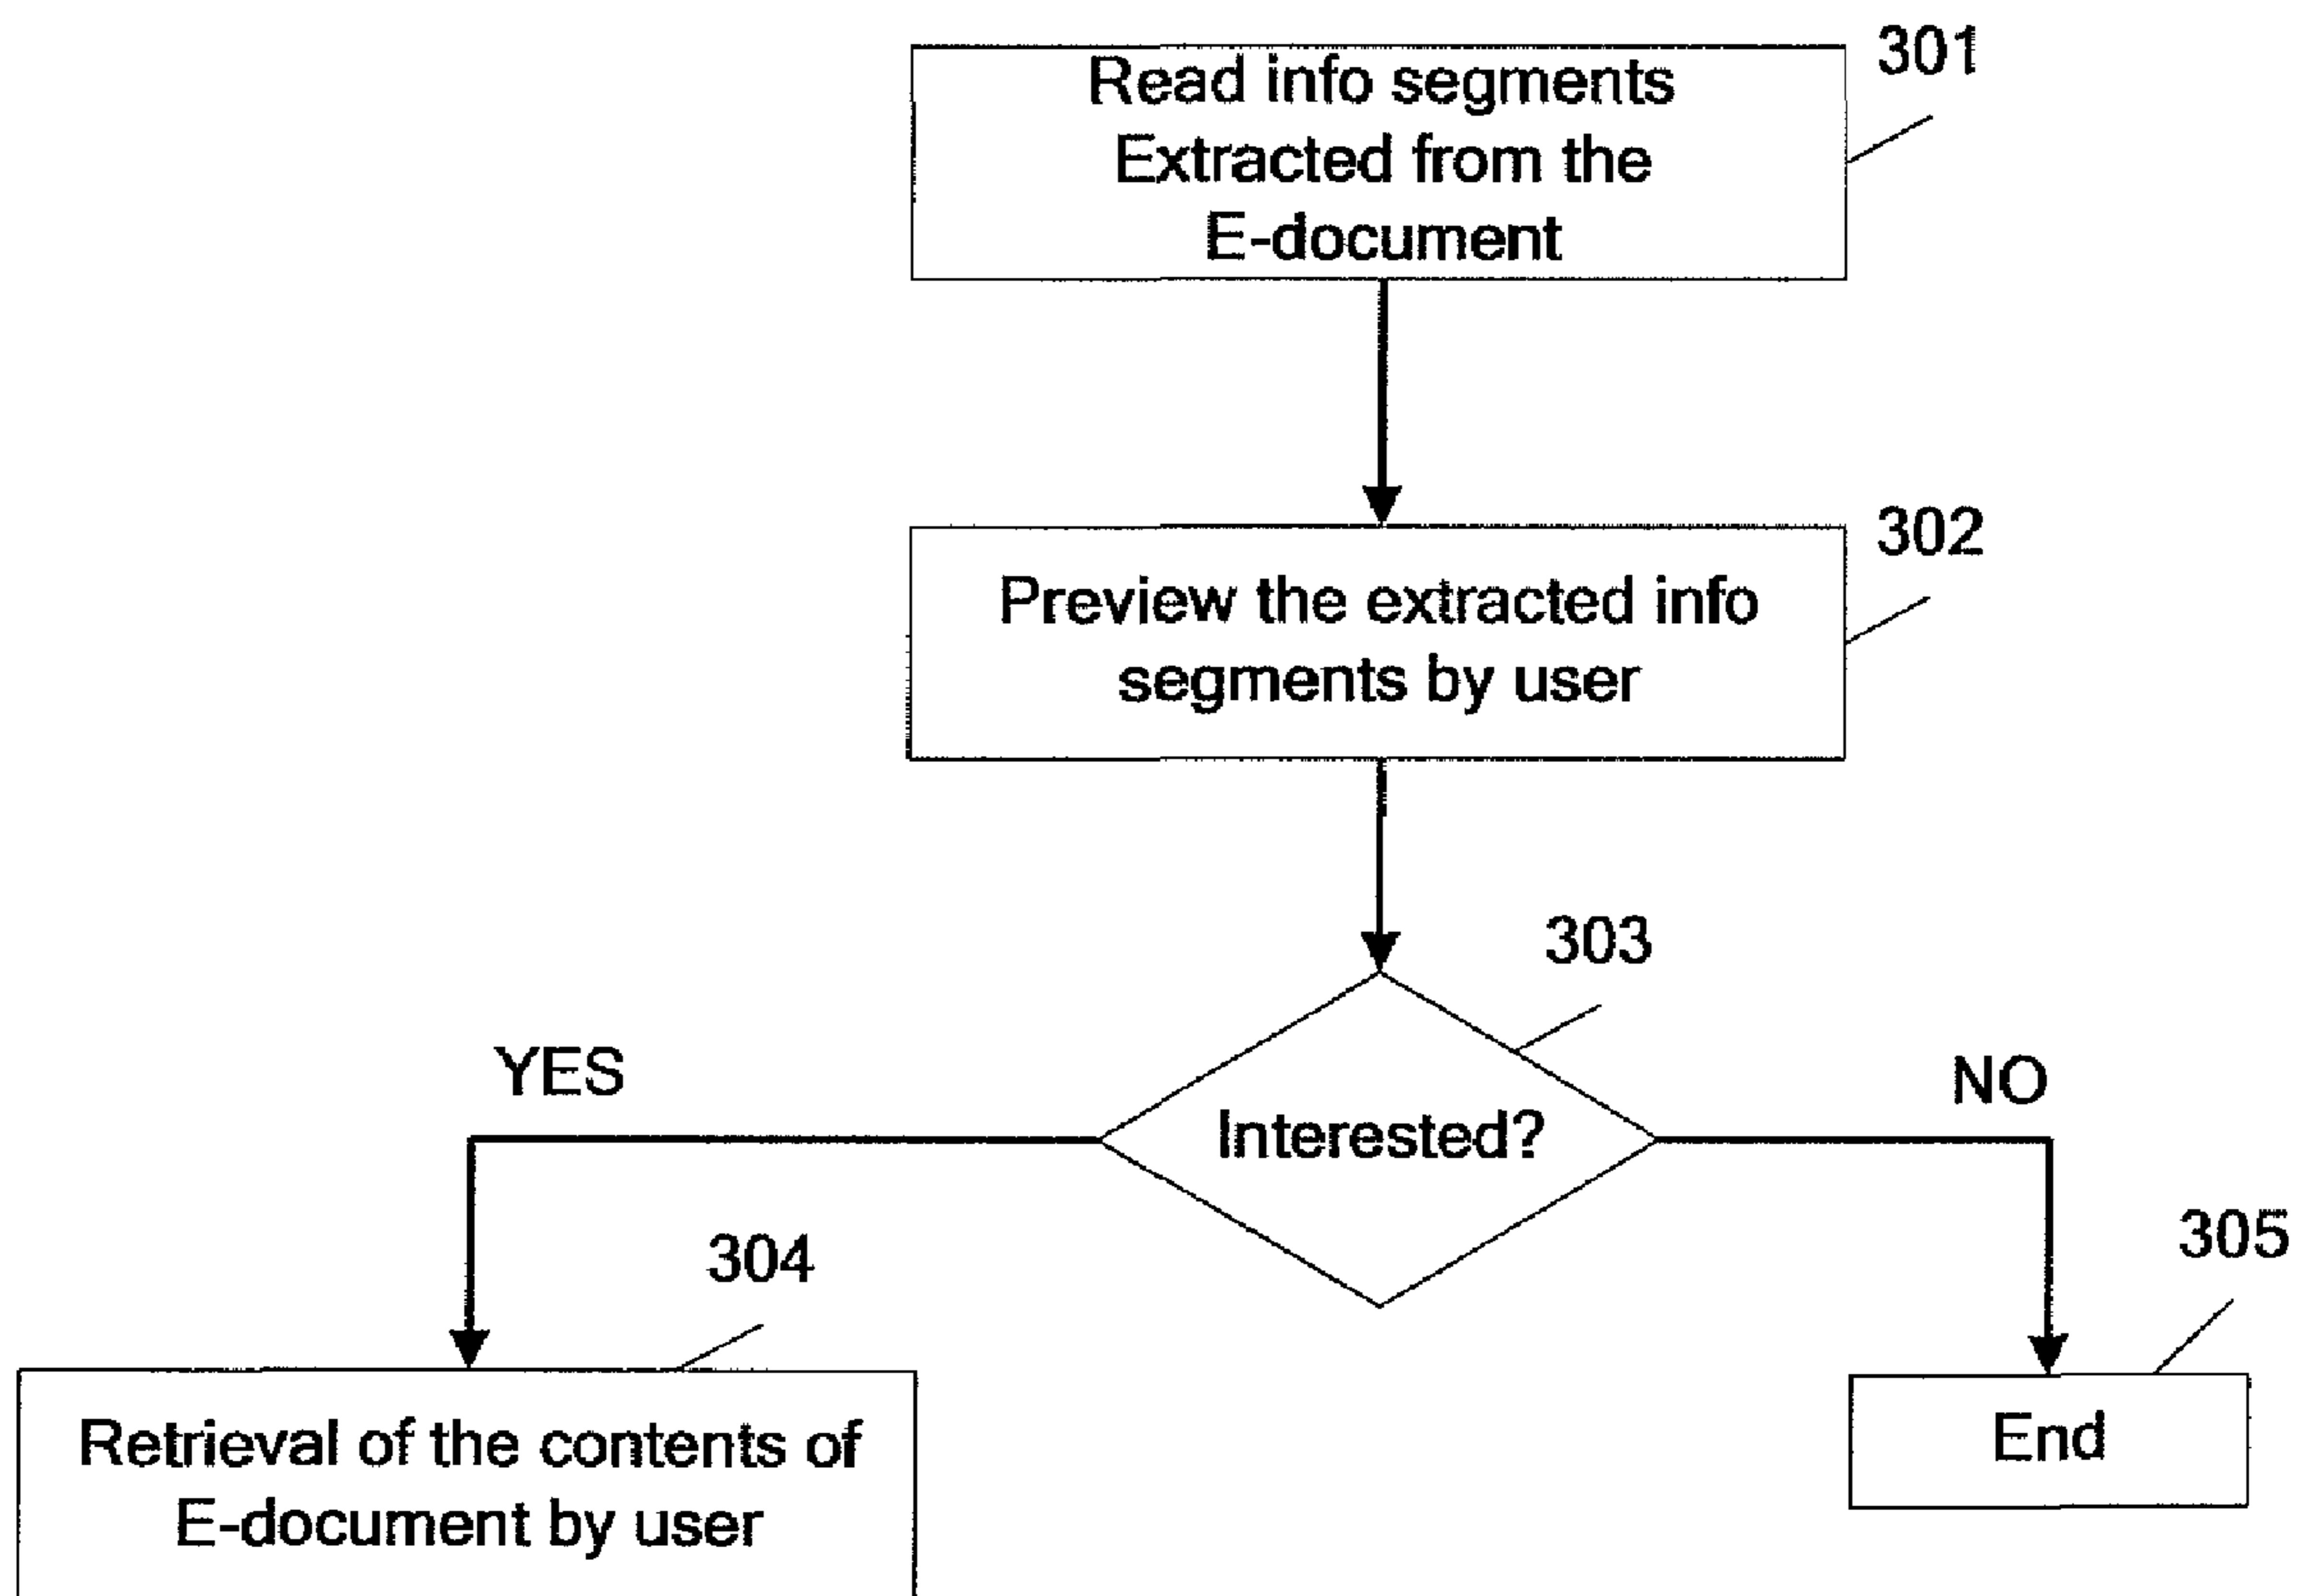 301
Read info segments
Extracted from the
E-document
302
Preview the extracted info
segments by user
303
YES
NO
Interested?
304
305
Retrieval of the contents of
E-document by user
End